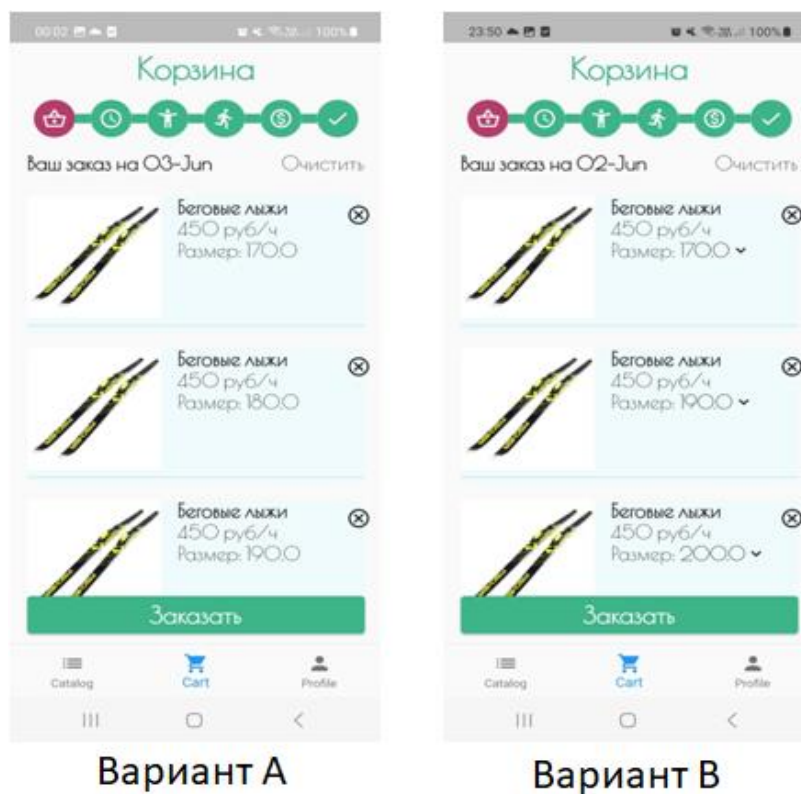 00:02 100%
Корзина
Ваш заказ на 03-Jun Очистить
Беговые лыжи
450 руб/ч
Размер: 170.0
Беговые лыжи
450 руб/ч
Размер: 180.0
Беговые лыжи
450 руб/ч
Размер: 190.0
Заказать
Catalog Cart Profile
Вариант А
23:50 100%
Корзина
Ваш заказ на 02-Jun Очистить
Беговые лыжи
450 руб/ч
Размер: 170.0
Беговые лыжи
450 руб/ч
Размер: 190.0
Беговые лыжи
450 руб/ч
Размер: 200.0
Заказать
Catalog Cart Profile
Вариант В